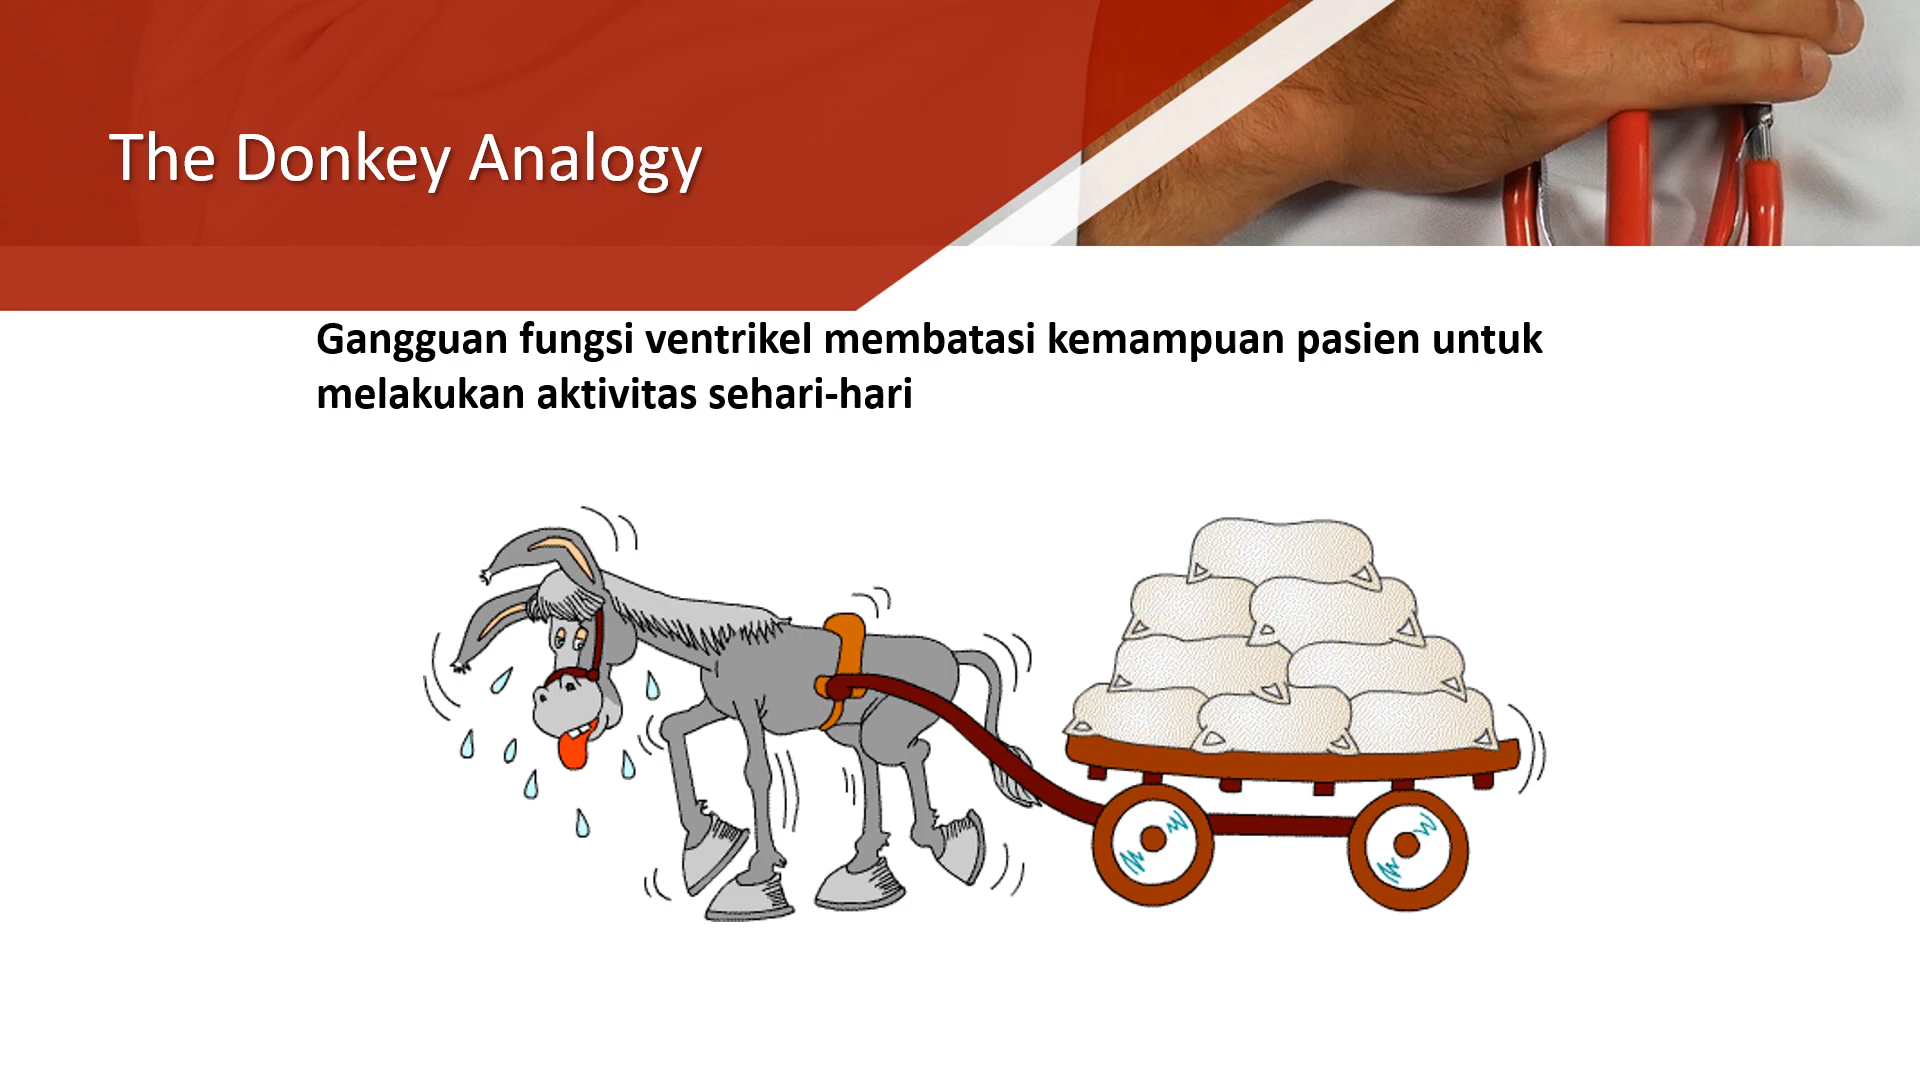 The Donkey Analogy
Gangguan fungsi ventrikel membatasi kemampuan pasien untuk
melakukan aktivitas sehari-hari